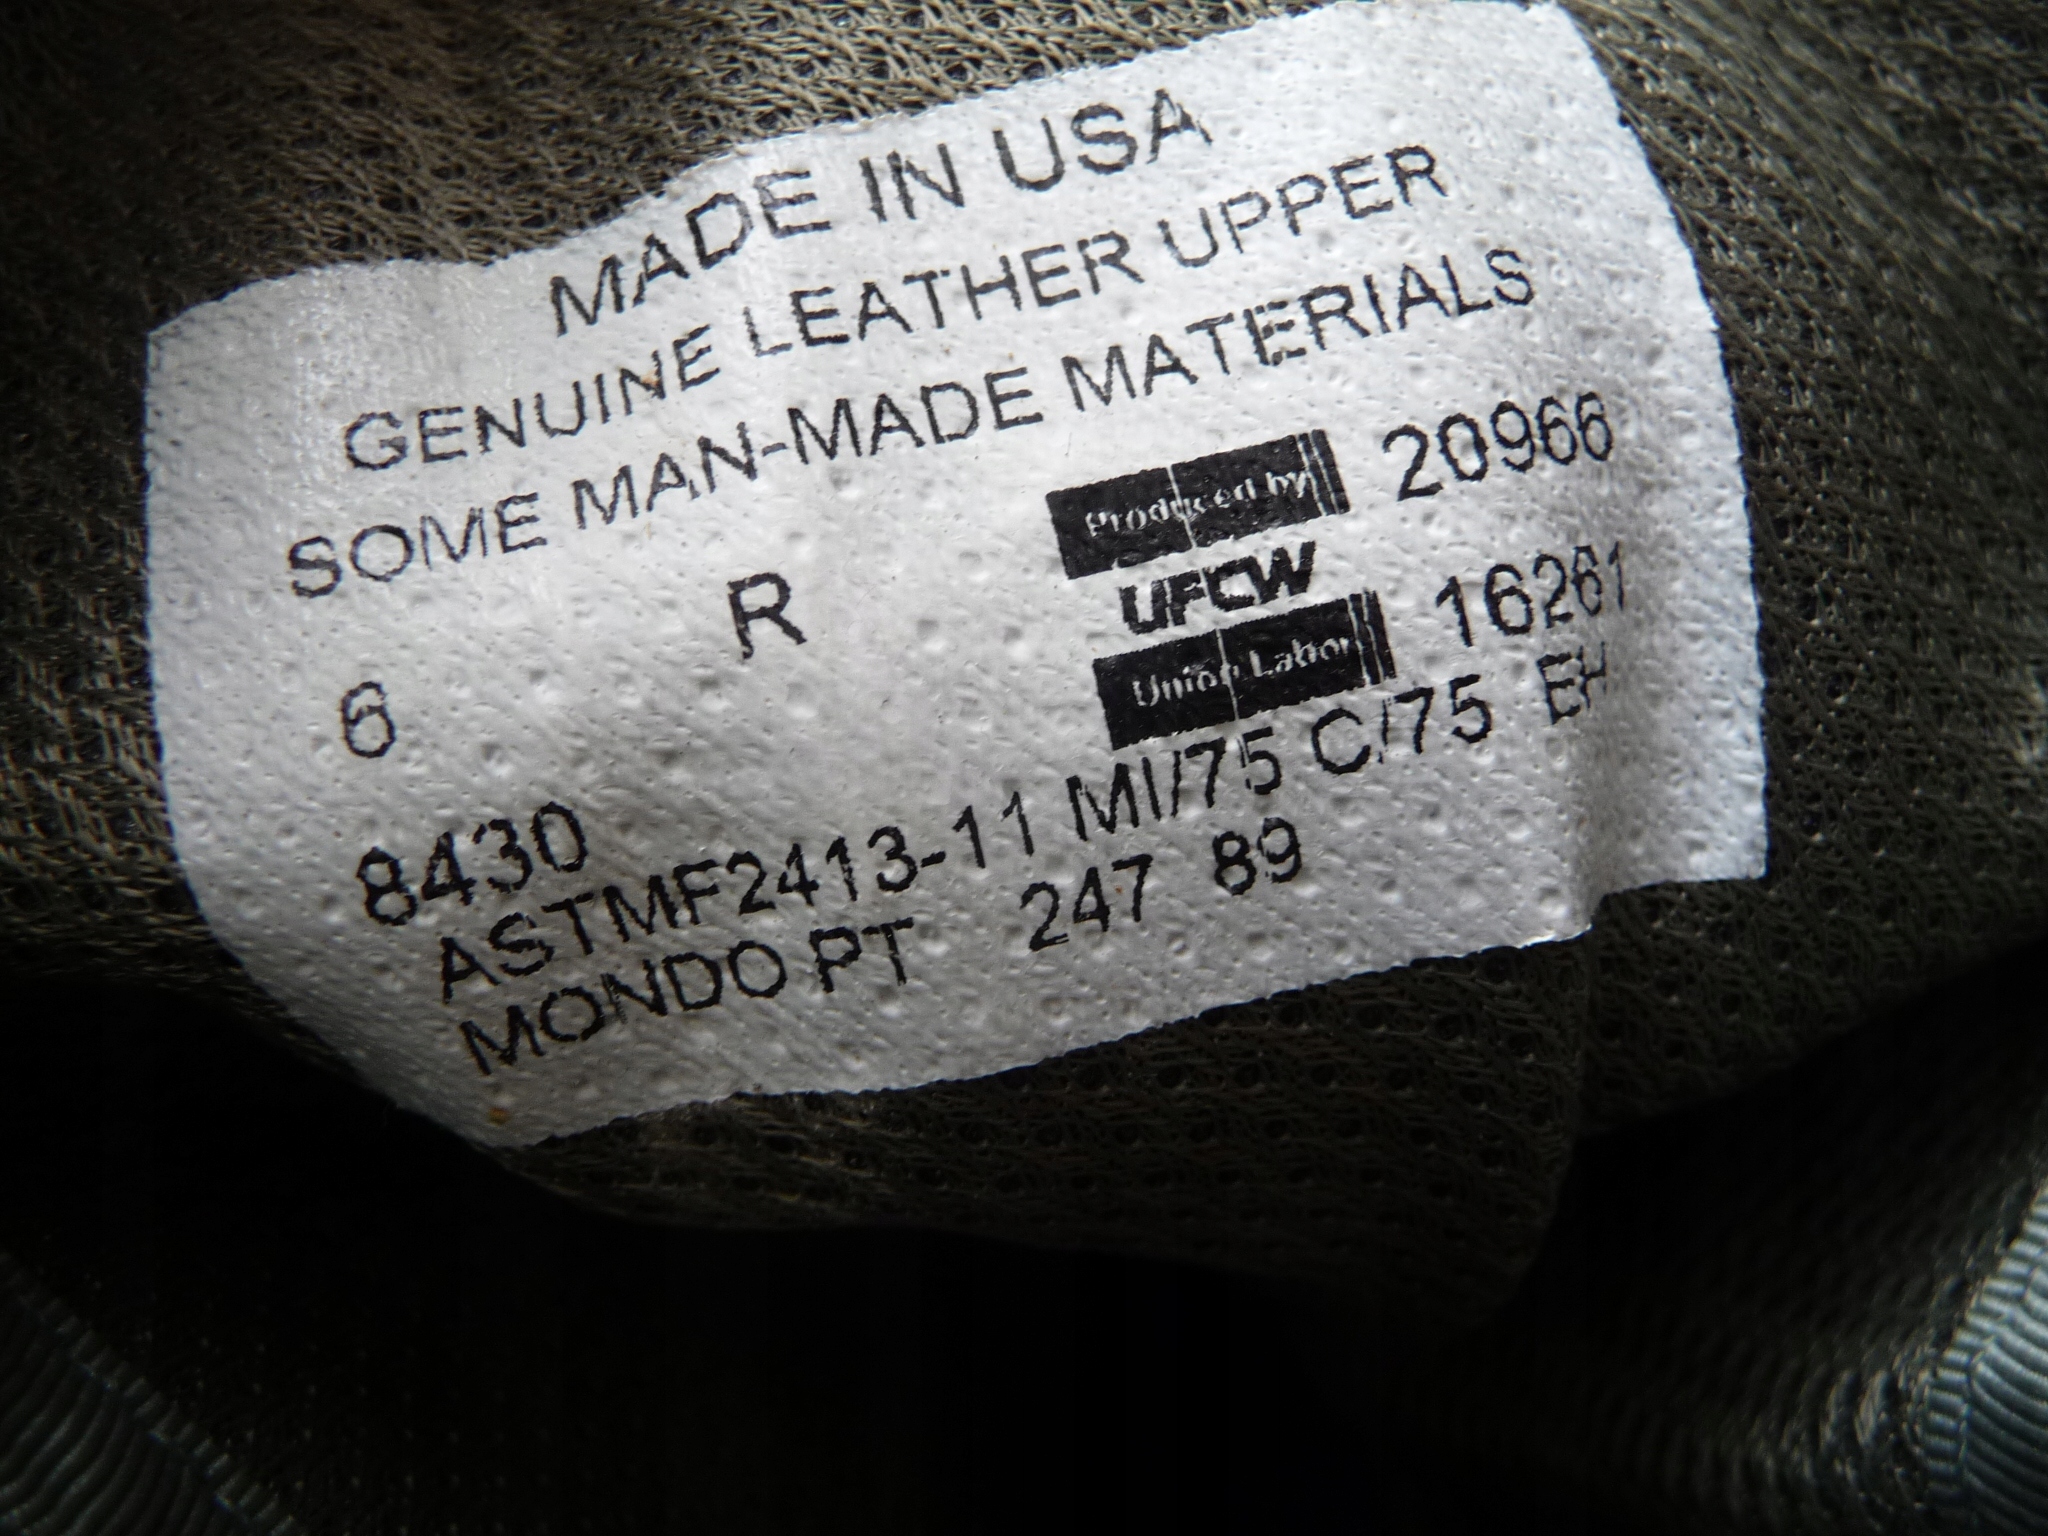 MADE IN USA
GENUINE LEATHER UPPER
SOME MAN-MADE MATERIALS
6 R Produced by 20966
UFCW
Union Labor 16261
8430
ASTMF2413-11 MI/75 C/75 EH
MONDO PT 247 89